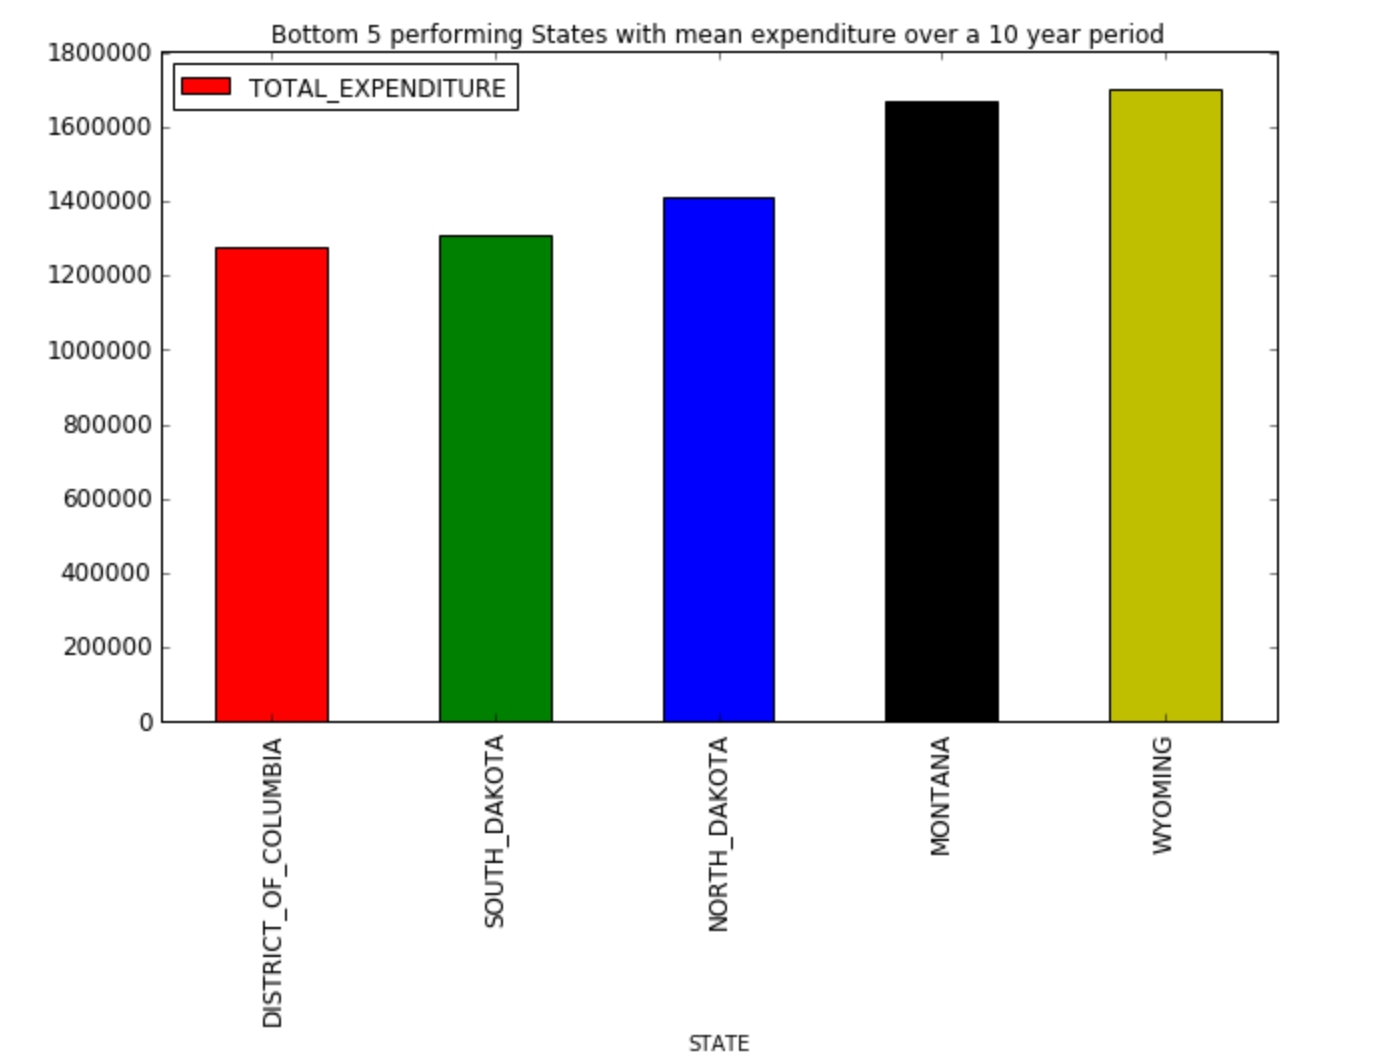 Bottom 5 performing States with mean expenditure over a 10 year period
1800000
TOTAL_EXPENDITURE
1600000
1400000
1200000
1000000
800000
600000
400000
200000
0
DISTRICT_OF_COLUMBIA
SOUTH_DAKOTA
NORTH_DAKOTA
MONTANA
WYOMING
STATE